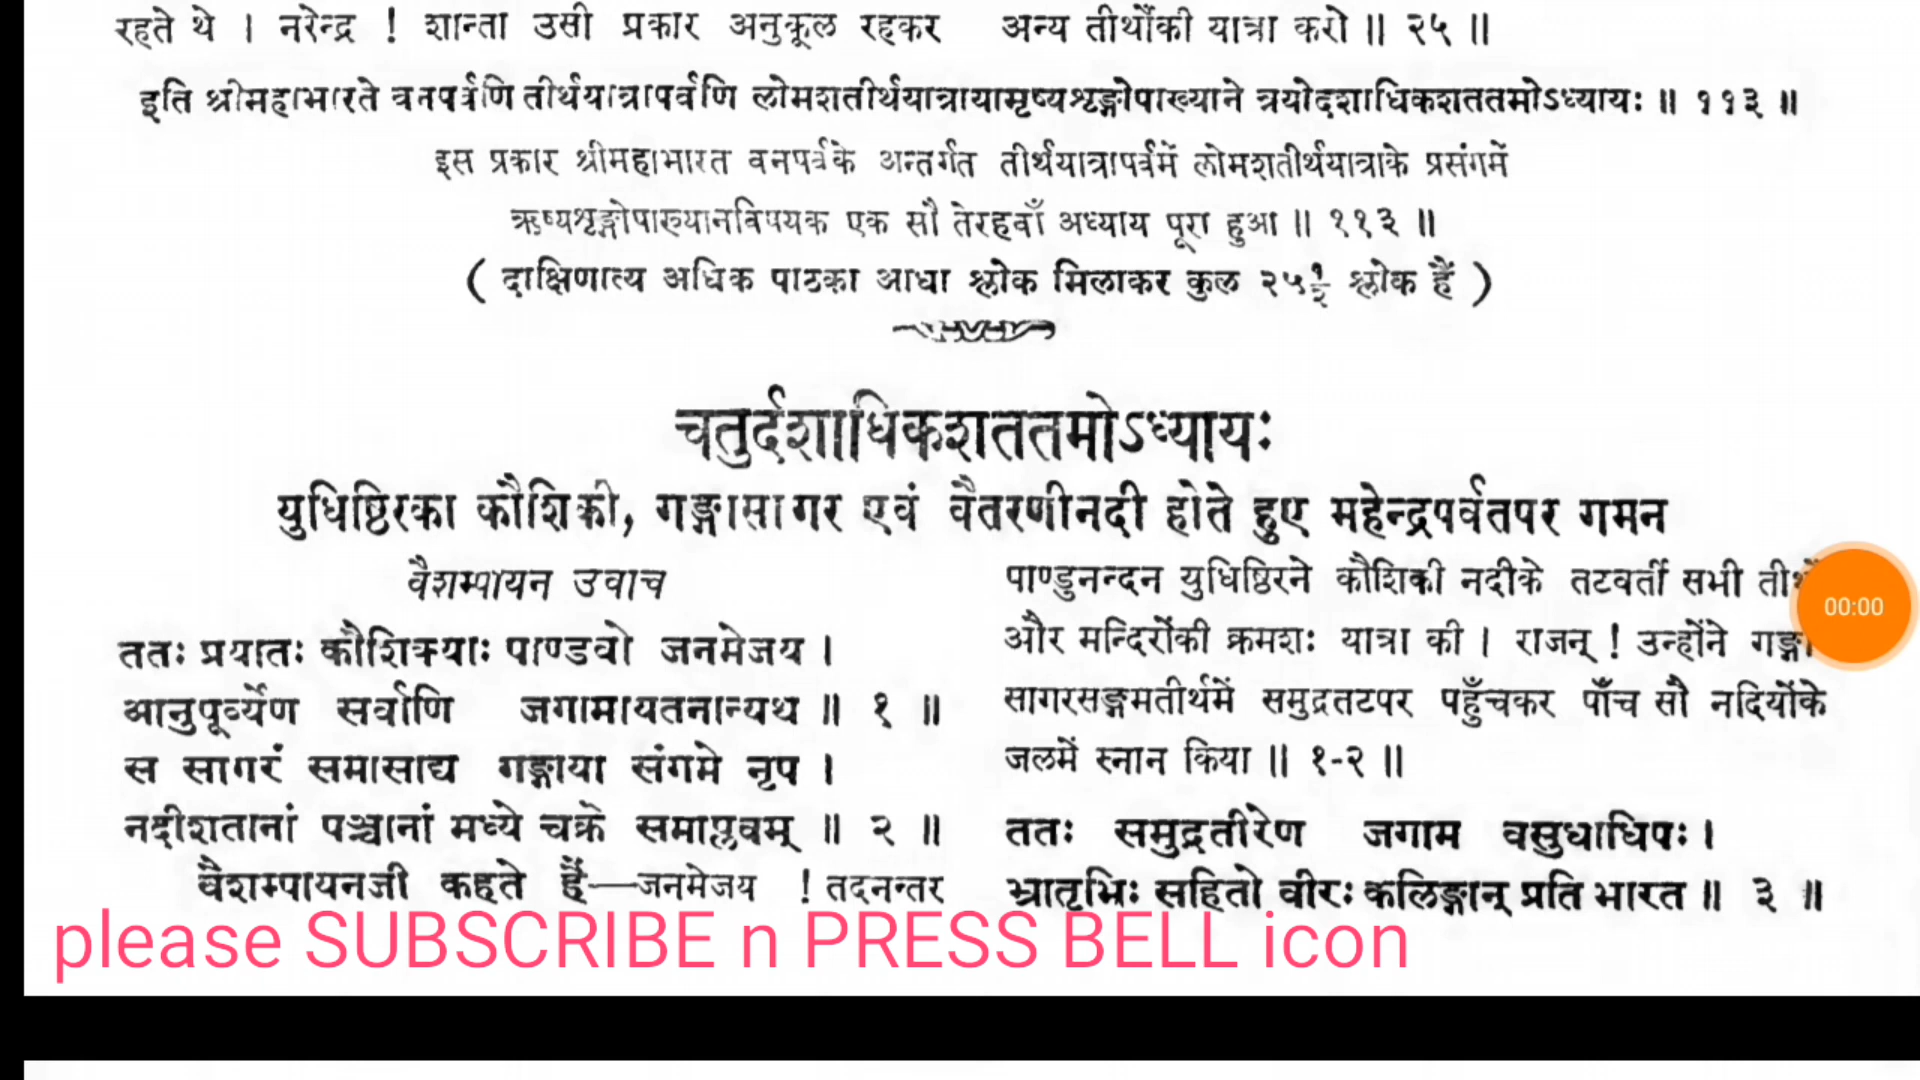 रहते थे । नरेन्द्र ! शान्ता उसी प्रकार अनुकूल रहकर
अन्य तीर्थोंकी यात्रा करो ॥ २५ ॥
इति श्रीमहाभारते वनपर्वणि तीर्थयात्रापर्वणि लोमशतीर्थयात्रायामृष्यशृङ्गोपाख्याने त्रयोदशाधिकशततमोऽध्यायः ॥ ११३ ॥
इस प्रकार श्रीमहाभारत वनपर्वके अन्तर्गत तीर्थयात्रापर्वमें लोमशतीर्थयात्राके प्रसंगमें
ऋष्यशृङ्गोपाख्यानविषयक एक सौ तेरहवाँ अध्याय पूरा हुआ ॥ ११३ ॥
( दाक्षिणात्य अधिक पाठका आधा श्लोक मिलाकर कुल २५१/२ श्लोक हैं )
चतुर्दशाधिकशततमोऽध्यायः
युधिष्ठिरका कौशिकी, गङ्गासागर एवं वैतरणीनदी होते हुए महेन्द्रपर्वतपर गमन
वैशम्पायन उवाच
ततः प्रयातः कौशिक्याः पाण्डवो जनमेजय ।
आनुपूर्व्येण सर्वाणि जगामायतनान्यथ ॥ १ ॥
स सागरं समासाद्य गङ्गाया संगमे नृप ।
नदीशतानां पञ्चानां मध्ये चक्रे समाप्लवम् ॥ २ ॥
वैशम्पायनजी कहते हैं—जनमेजय ! तदनन्तर
पाण्डुनन्दन युधिष्ठिरने कौशिकी नदीके तटवर्ती सभी
और मन्दिरोंकी क्रमशः यात्रा की । राजन् ! उन्होंने गङ्गा
सागरसङ्गमतीर्थमें समुद्रतटपर पहुँचकर पाँच सौ नदियोंके
जलमें स्नान किया ॥ १-२ ॥
ततः समुद्रतीरेण जगाम वसुधाधिपः ।
भ्रातृभिः सहितो वीरः कलिङ्गान् प्रति भारत ॥ ३ ॥
00:00
please SUBSCRIBE n PRESS BELL icon